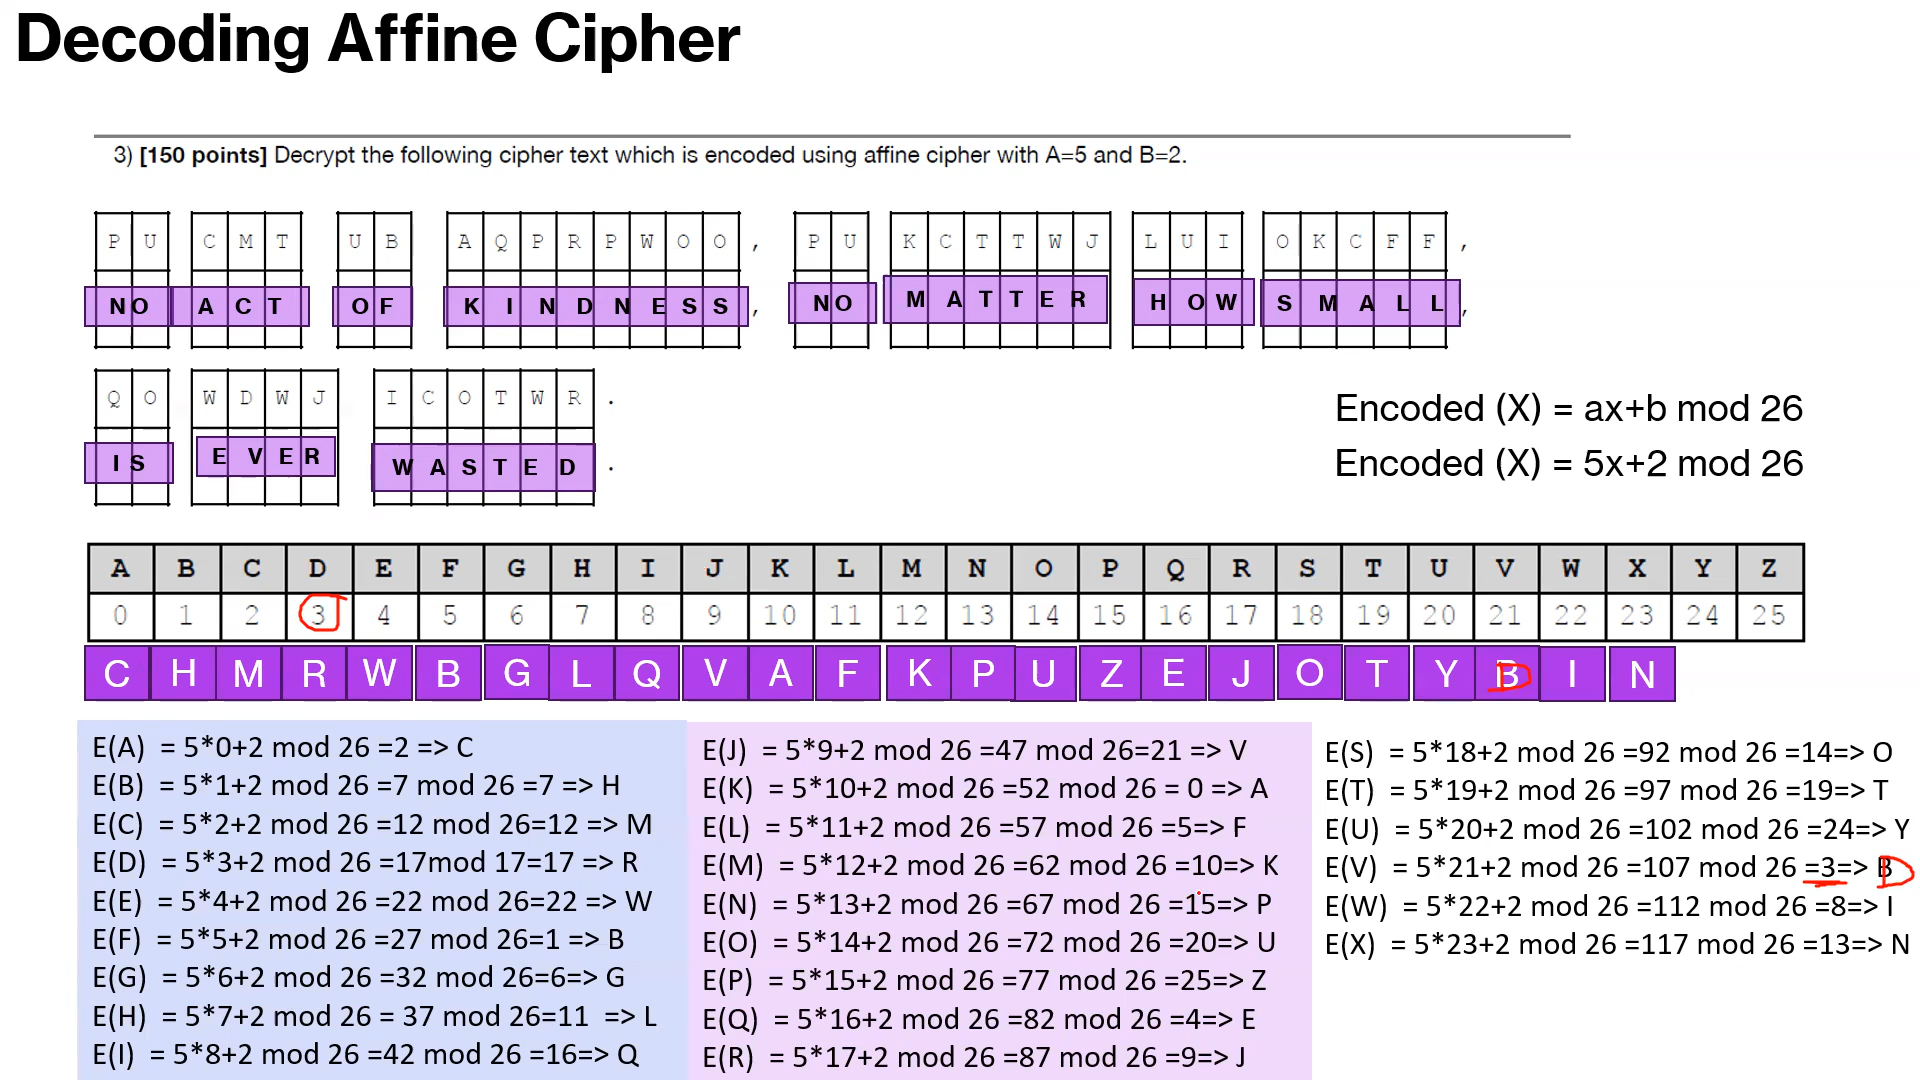 Decoding Affine Cipher
3) [150 points] Decrypt the following cipher text which is encoded using affine cipher with A=5 and B=2.
P U C M T U B A Q P R P W O O , P U K C T T W J L U I O K C F F ,
N O A C T O F K I N D N E S S , N O M A T T E R H O W S M A L L ,
Q O W D W J I C O T W R .
I S E V E R W A S T E D .
Encoded (X) = ax+b mod 26
Encoded (X) = 5x+2 mod 26
A B C D E F G H I J K L M N O P Q R S T U V W X Y Z
0 1 2 3 4 5 6 7 8 9 10 11 12 13 14 15 16 17 18 19 20 21 22 23 24 25
C H M R W B G L Q V A F K P U Z E J O T Y B D I N
E(A) = 5*0+2 mod 26 =2 => C
E(B) = 5*1+2 mod 26 =7 mod 26 =7 => H
E(C) = 5*2+2 mod 26 =12 mod 26=12 => M
E(D) = 5*3+2 mod 26 =17mod 17=17 => R
E(E) = 5*4+2 mod 26 =22 mod 26=22 => W
E(F) = 5*5+2 mod 26 =27 mod 26=1 => B
E(G) = 5*6+2 mod 26 =32 mod 26=6=> G
E(H) = 5*7+2 mod 26 = 37 mod 26=11 => L
E(I) = 5*8+2 mod 26 =42 mod 26 =16=> Q
E(J) = 5*9+2 mod 26 =47 mod 26=21 => V
E(K) = 5*10+2 mod 26 =52 mod 26 = 0 => A
E(L) = 5*11+2 mod 26 =57 mod 26 =5=> F
E(M) = 5*12+2 mod 26 =62 mod 26 =10=> K
E(N) = 5*13+2 mod 26 =67 mod 26 =15=> P
E(O) = 5*14+2 mod 26 =72 mod 26 =20=> U
E(P) = 5*15+2 mod 26 =77 mod 26 =25=> Z
E(Q) = 5*16+2 mod 26 =82 mod 26 =4=> E
E(R) = 5*17+2 mod 26 =87 mod 26 =9=> J
E(S) = 5*18+2 mod 26 =92 mod 26 =14=> O
E(T) = 5*19+2 mod 26 =97 mod 26 =19=> T
E(U) = 5*20+2 mod 26 =102 mod 26 =24=> Y
E(V) = 5*21+2 mod 26 =107 mod 26 =3=> B D
E(W) = 5*22+2 mod 26 =112 mod 26 =8=> I
E(X) = 5*23+2 mod 26 =117 mod 26 =13=> N